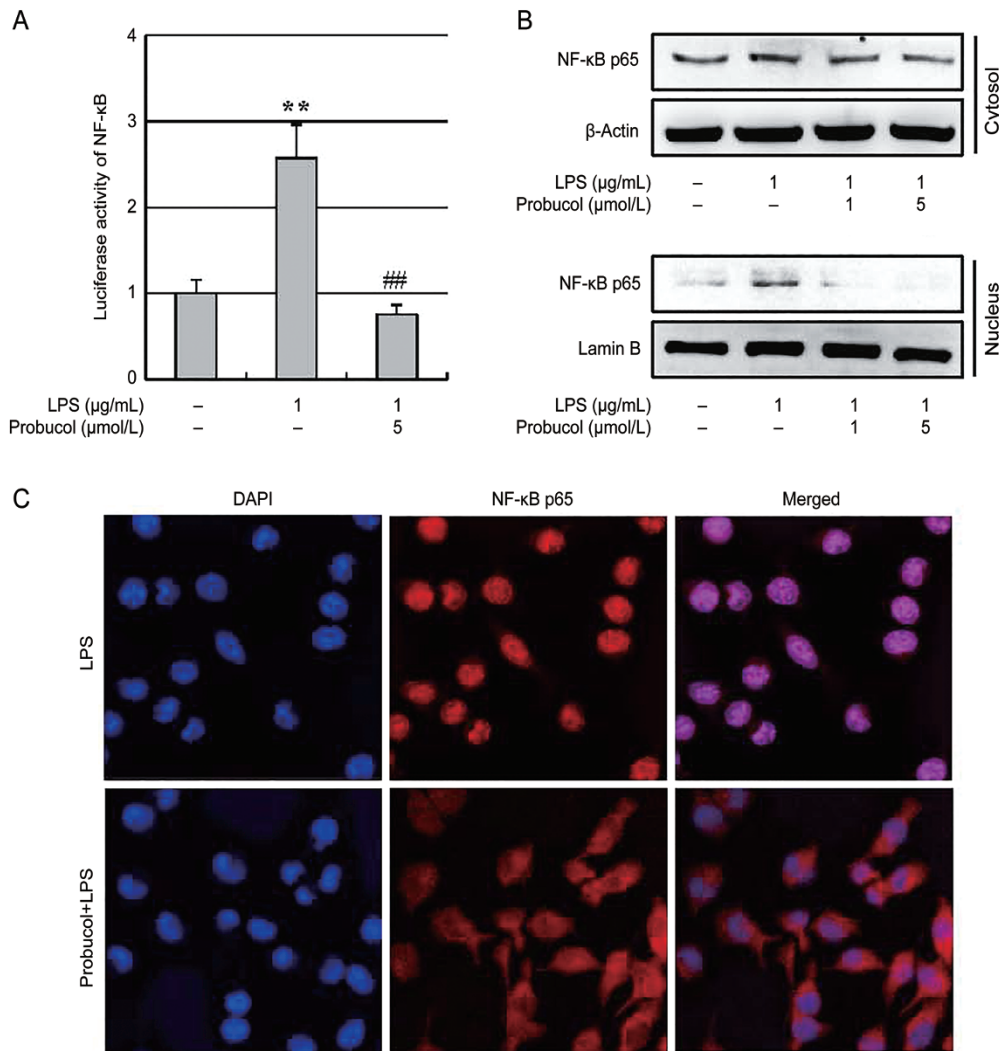 A
Luciferase activity of NF-κB
4
3
2
1
0
**
##
LPS (μg/mL) – 1 1
Probucol (μmol/L) – – 5
B
NF-κB p65
β-Actin
Cytosol
LPS (μg/mL) – 1 1 1
Probucol (μmol/L) – – 1 5
NF-κB p65
Lamin B
Nucleus
LPS (μg/mL) – 1 1 1
Probucol (μmol/L) – – 1 5
C
DAPI NF-κB p65 Merged
LPS
Probucol+LPS